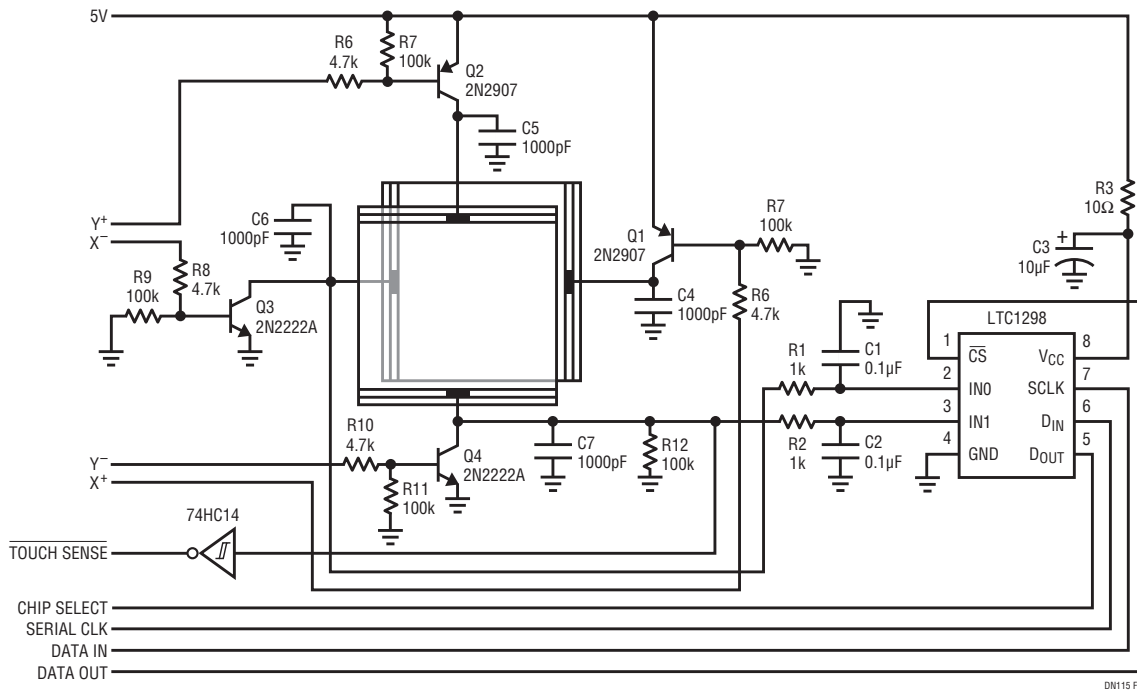 5V
R6
4.7k
R7
100k
Q2
2N2907
C5
1000pF
Y+
X−
C6
1000pF
R9
100k
R8
4.7k
Q3
2N2222A
Q1
2N2907
R7
100k
C4
1000pF
R6
4.7k
R3
10Ω
+
C3
10µF
R1
1k
C1
0.1µF
LTC1298
1
CS
VCC
8
2
IN0
SCLK
7
3
IN1
DIN
6
4
GND
DOUT
5
R2
1k
C2
0.1µF
R10
4.7k
Q4
2N2222A
C7
1000pF
R12
100k
Y−
X+
R11
100k
74HC14
TOUCH SENSE
CHIP SELECT
SERIAL CLK
DATA IN
DATA OUT
DN115 F